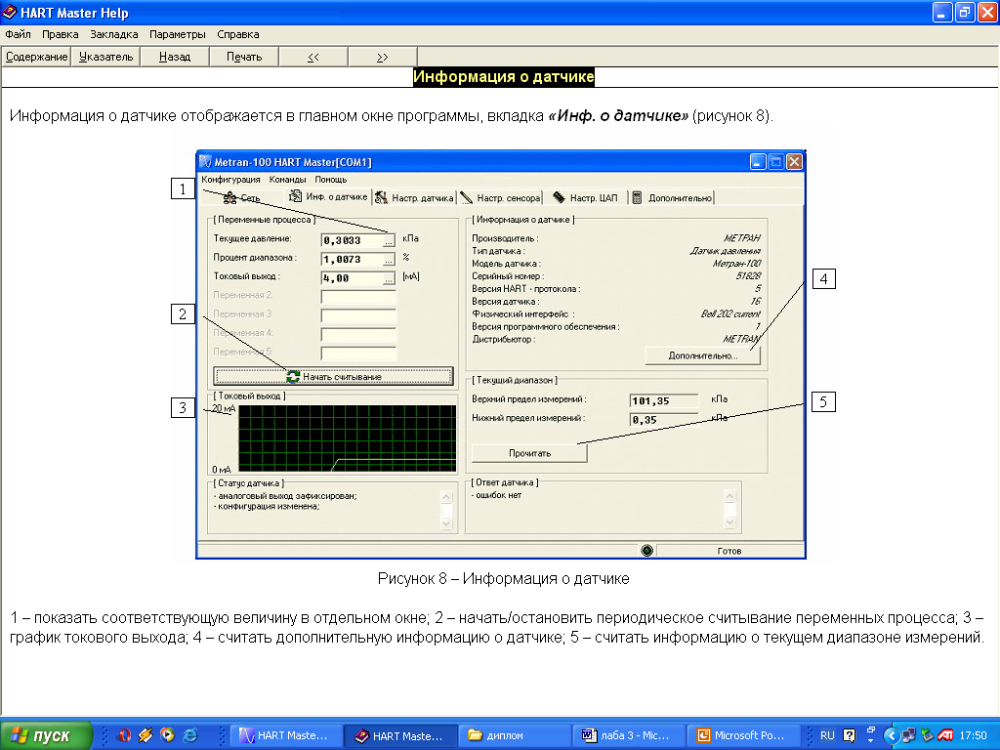 HART Master Help
Файл Правка Закладка Параметры Справка
Содержание Указатель Назад Печать << >>
Информация о датчике
Информация о датчике отображается в главном окне программы, вкладка «Инф. о датчике» (рисунок 8).
Metran-100 HART Master[COM1]
Конфигурация Команды Помощь
Сеть Инф. о датчике Настр. датчика Настр. сенсора Настр. ЦАП Дополнительно
1
[ Переменные процесса ]
Текущее давление: 0,3033 ... кПа
Процент диапазона : 1,0073 ... %
Токовый выход : 4,00 ... [мА]
Переменная 2:
Переменная 3:
Переменная 4:
Переменная 5:
2
Начать считывание
[ Информация о датчике ]
Производитель : МЕТРАН
Тип датчика : Датчик давления
Модель датчика : Метран-100
Серийный номер : 51828
Версия HART - протокола : 5
Версия датчика : 16
Физический интерфейс : Bell 202 current
Версия программного обеспечения : 1
Дистрибьютор : METRAN
Дополнительно...
4
3
[ Токовый выход ]
20 мА
0 мА
[ Текущий диапазон ]
Верхний предел измерений : 101,35 кПа
Нижний предел измерений : 0,35 кПа
Прочитать
5
[ Статус датчика ]
- аналоговый выход зафиксирован;
- конфигурация изменена;
[ Ответ датчика ]
- ошибок нет
Готов
Рисунок 8 – Информация о датчике
1 – показать соответствующую величину в отдельном окне; 2 – начать/остановить периодическое считывание переменных процесса; 3 –
график токового выхода; 4 – считать дополнительную информацию о датчике; 5 – считать информацию о текущем диапазоне измерений.
пуск HART Maste... HART Maste... диплом лаба 3 - Mic... Microsoft Po... RU 17:50